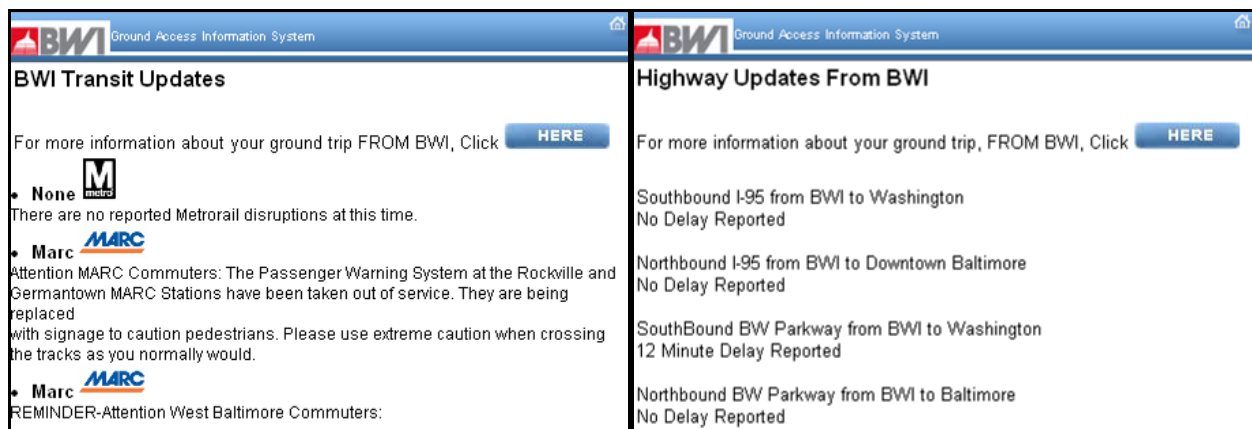 BWI Ground Access Information System
BWI Transit Updates
For more information about your ground trip FROM BWI, Click HERE
• None M metro
There are no reported Metrorail disruptions at this time.
• Marc MARC
Attention MARC Commuters: The Passenger Warning System at the Rockville and
Germantown MARC Stations have been taken out of service. They are being
replaced
with signage to caution pedestrians. Please use extreme caution when crossing
the tracks as you normally would.
• Marc MARC
REMINDER-Attention West Baltimore Commuters:
BWI Ground Access Information System
Highway Updates From BWI
For more information about your ground trip, FROM BWI, Click HERE
Southbound I-95 from BWI to Washington
No Delay Reported
Northbound I-95 from BWI to Downtown Baltimore
No Delay Reported
SouthBound BW Parkway from BWI to Washington
12 Minute Delay Reported
Northbound BW Parkway from BWI to Baltimore
No Delay Reported